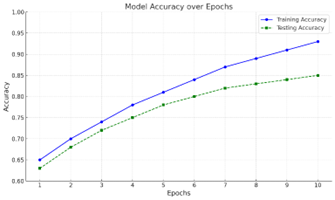 Model Accuracy over Epochs
Training Accuracy
Testing Accuracy
Accuracy
1.00
0.95
0.90
0.85
0.80
0.75
0.70
0.65
0.60
1 2 3 4 5 6 7 8 9 10
Epochs